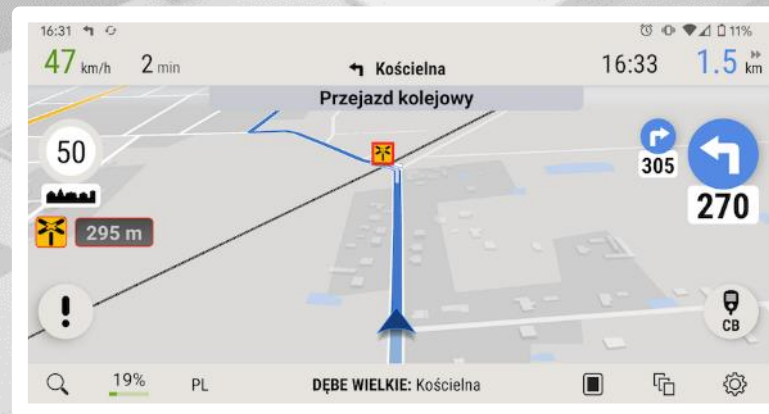 16:31
11%
47 km/h
2 min
Kościelna
16:33
1.5 km
Przejazd kolejowy
50
305
270
295 m
!
CB
19%
PL
DĘBE WIELKIE: Kościelna